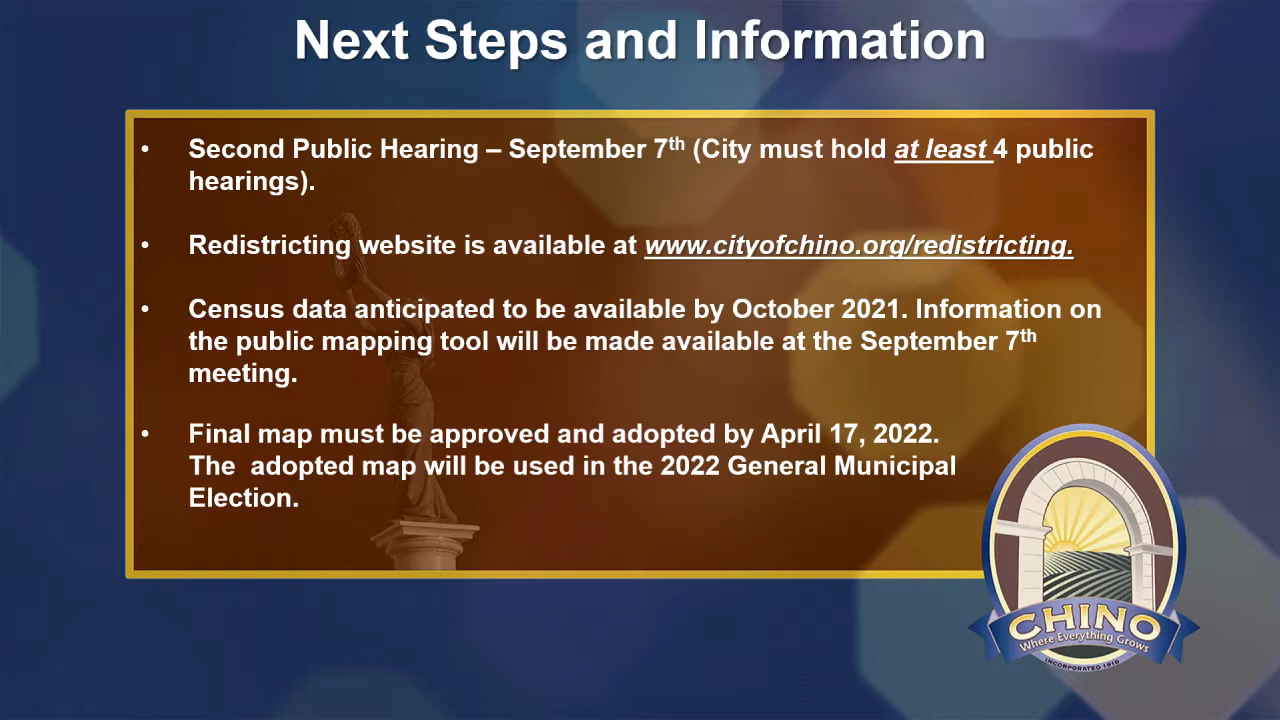 Next Steps and Information
• Second Public Hearing – September 7th (City must hold at least 4 public
hearings).
• Redistricting website is available at www.cityofchino.org/redistricting.
• Census data anticipated to be available by October 2021. Information on
the public mapping tool will be made available at the September 7th
meeting.
• Final map must be approved and adopted by April 17, 2022.
The adopted map will be used in the 2022 General Municipal
Election.
CHINO
Where Everything Grows
INCORPORATED 1910